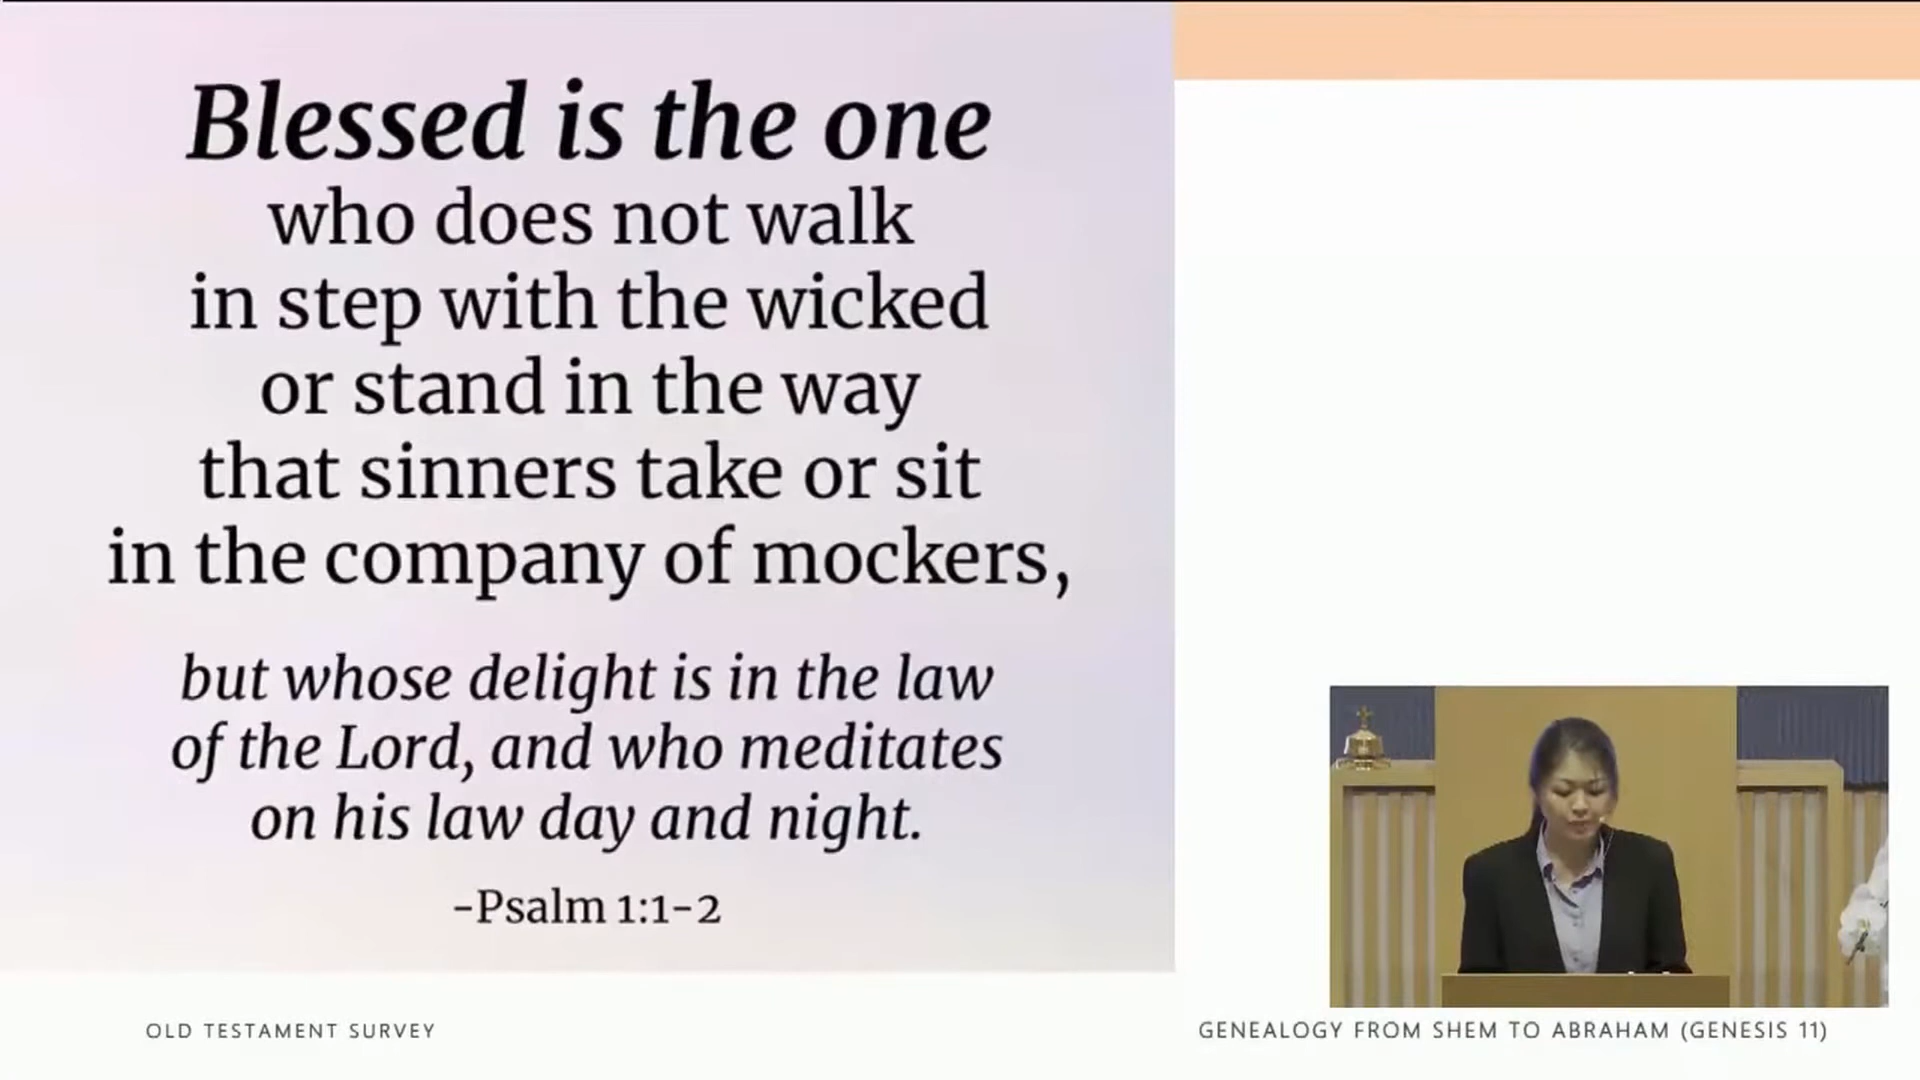 Blessed is the one
who does not walk
in step with the wicked
or stand in the way
that sinners take or sit
in the company of mockers,
but whose delight is in the law
of the Lord, and who meditates
on his law day and night.
-Psalm 1:1-2
OLD TESTAMENT SURVEY
GENEALOGY FROM SHEM TO ABRAHAM (GENESIS 11)